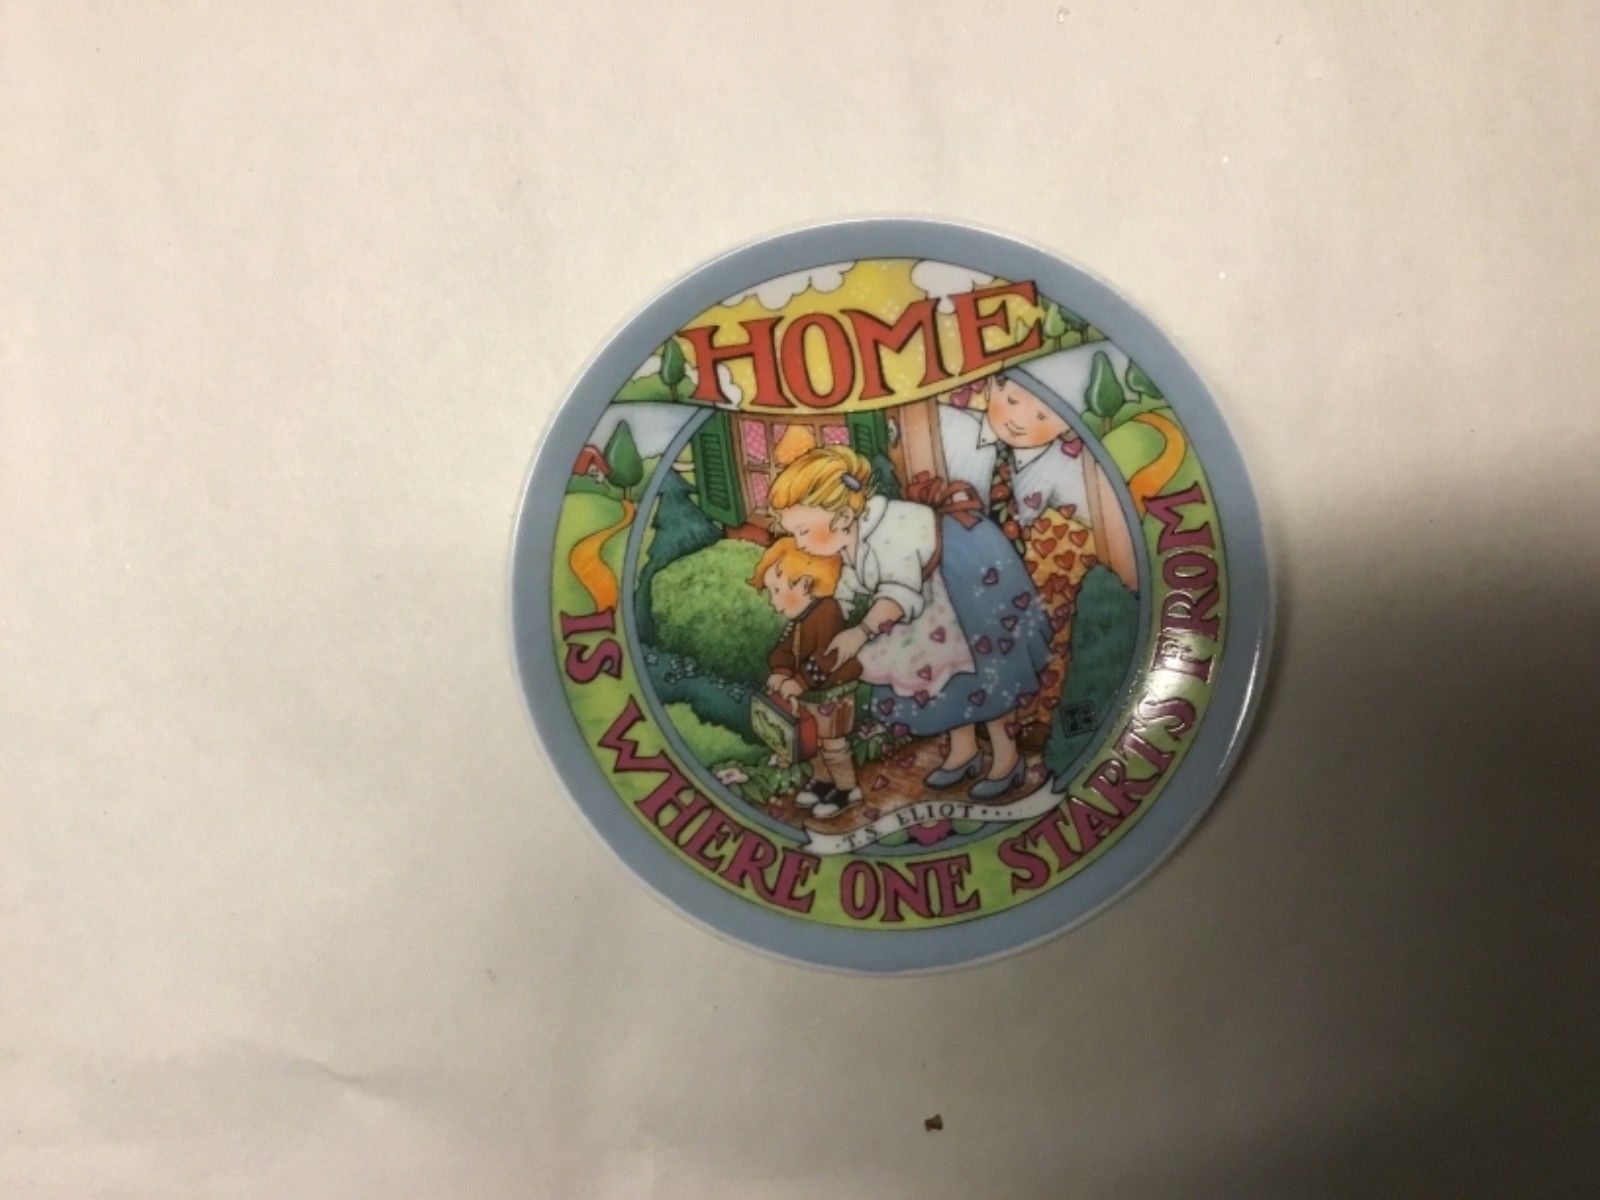 HOME
IS WHERE ONE STARTS FROM
· T.S ELIOT ···